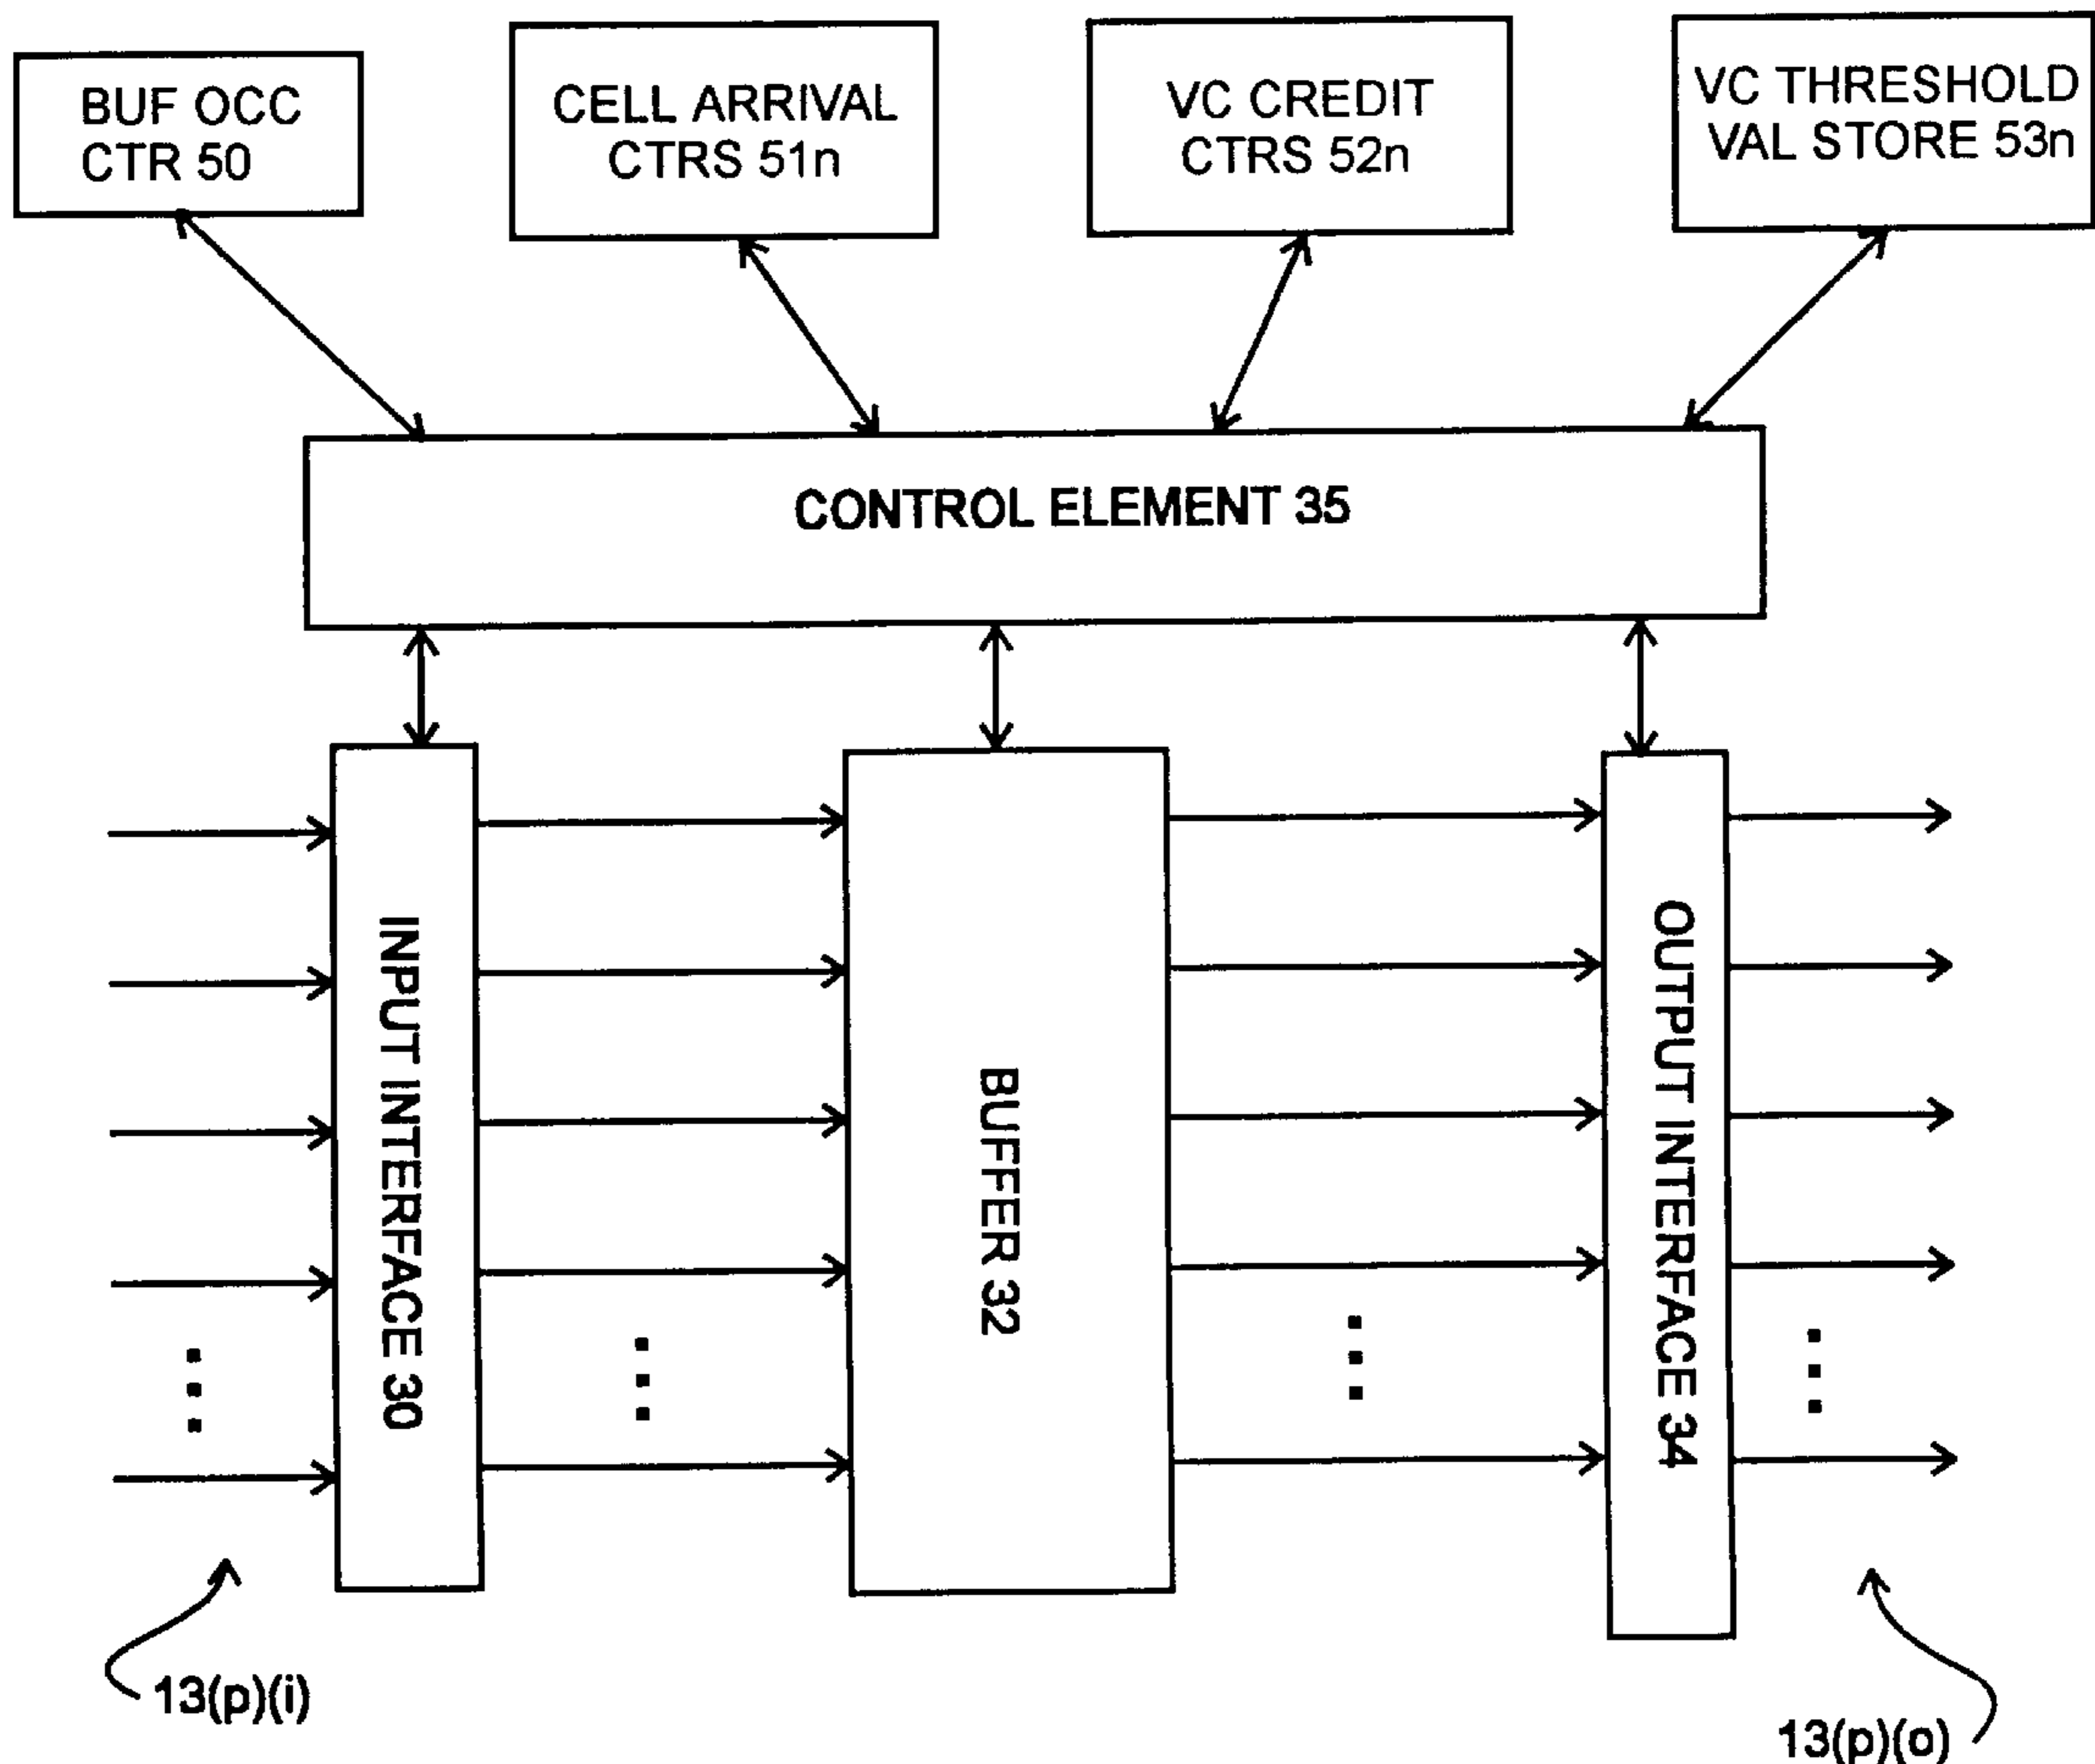 BUF OCC
CTR 50
CELL ARRIVAL
CTRS 51n
VC CREDIT
CTRS 52n
VC THRESHOLD
VAL STORE 53n
CONTROL ELEMENT 35
INPUT INTERFACE 30
BUFFER 32
OUTPUT INTERFACE 34
13(p)(i)
13(p)(o)